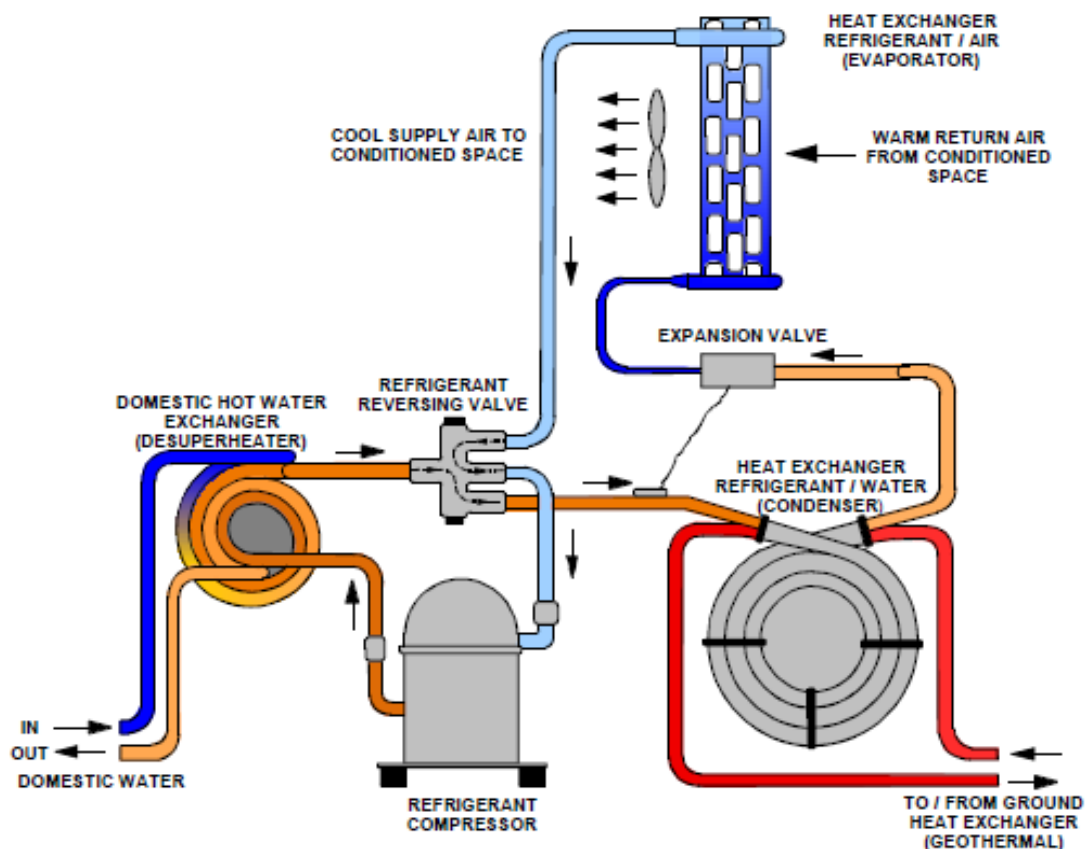 HEAT EXCHANGER
REFRIGERANT / AIR
(EVAPORATOR)
COOL SUPPLY AIR TO
CONDITIONED SPACE
WARM RETURN AIR
FROM CONDITIONED
SPACE
EXPANSION VALVE
REFRIGERANT
REVERSING VALVE
DOMESTIC HOT WATER
EXCHANGER
(DESUPERHEATER)
HEAT EXCHANGER
REFRIGERANT / WATER
(CONDENSER)
IN
OUT
DOMESTIC WATER
REFRIGERANT
COMPRESSOR
TO / FROM GROUND
HEAT EXCHANGER
(GEOTHERMAL)